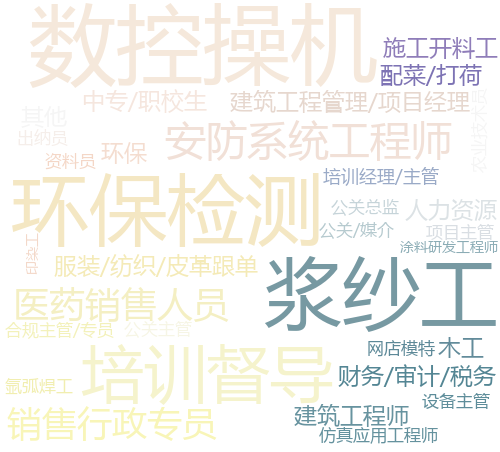 数控操机
施工开料工
配菜/打荷
中专/职校生
建筑工程管理/项目经理
其他
出纳员
安防系统工程师
农业技术员
资料员
环保
环保检测
培训经理/主管
公关总监
人力资源
公关/媒介
项目主管
印染工
涂料研发工程师
服装/纺织/皮革跟单
浆纱工
医药销售人员
合规主管/专员
公关主管
网店模特
木工
培训督导
财务/审计/税务
氩弧焊工
设备主管
销售行政专员
建筑工程师
仿真应用工程师